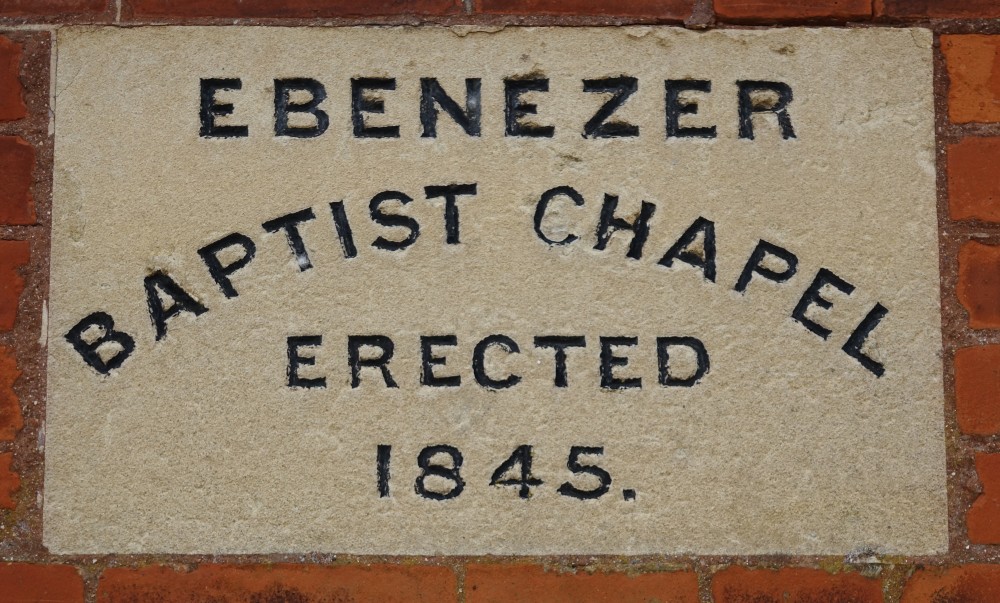 EBENEZER
BAPTIST CHAPEL
ERECTED
1845.